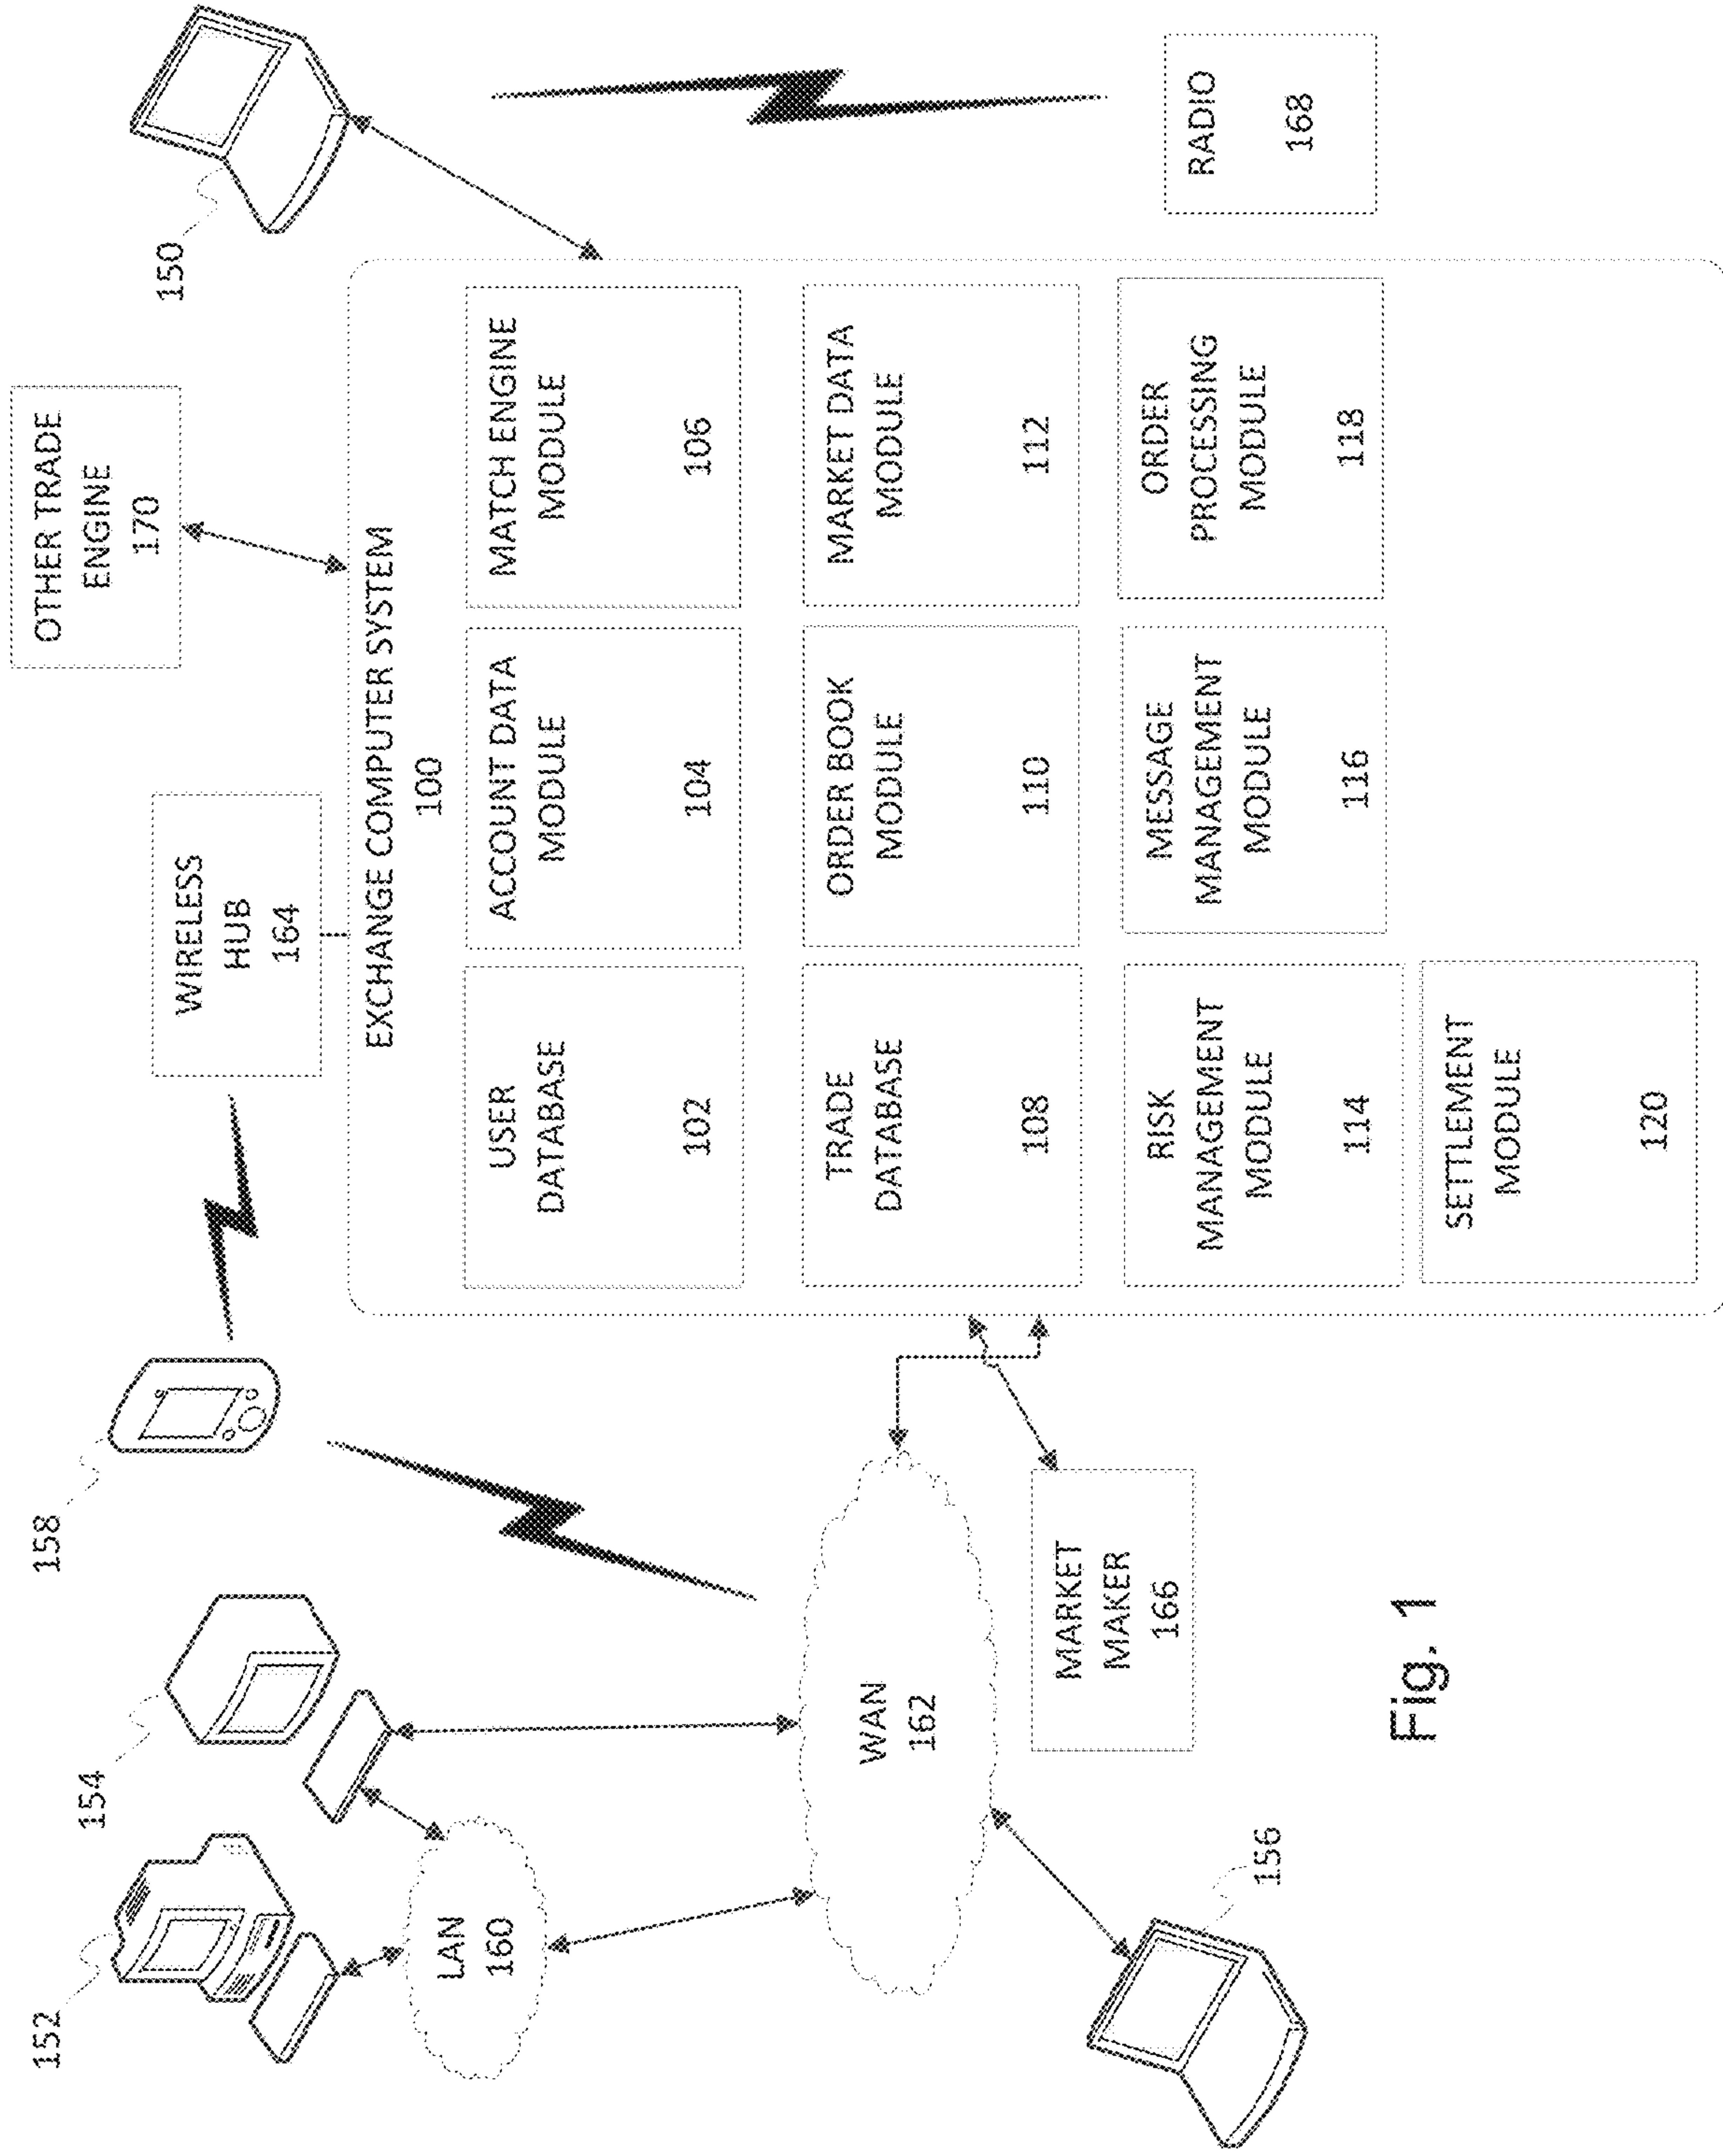 152
154
158
OTHER TRADE
ENGINE
170
150
WIRELESS
HUB
164
LAN
160
EXCHANGE COMPUTER SYSTEM
100
USER
DATABASE
102
ACCOUNT DATA
MODULE
104
MATCH ENGINE
MODULE
106
WAN
162
TRADE
DATABASE
108
ORDER BOOK
MODULE
110
MARKET DATA
MODULE
112
MARKET
MAKER
166
RISK
MANAGEMENT
MODULE
114
MESSAGE
MANAGEMENT
MODULE
116
ORDER
PROCESSING
MODULE
118
RADIO
168
156
SETTLEMENT
MODULE
120
Fig. 1